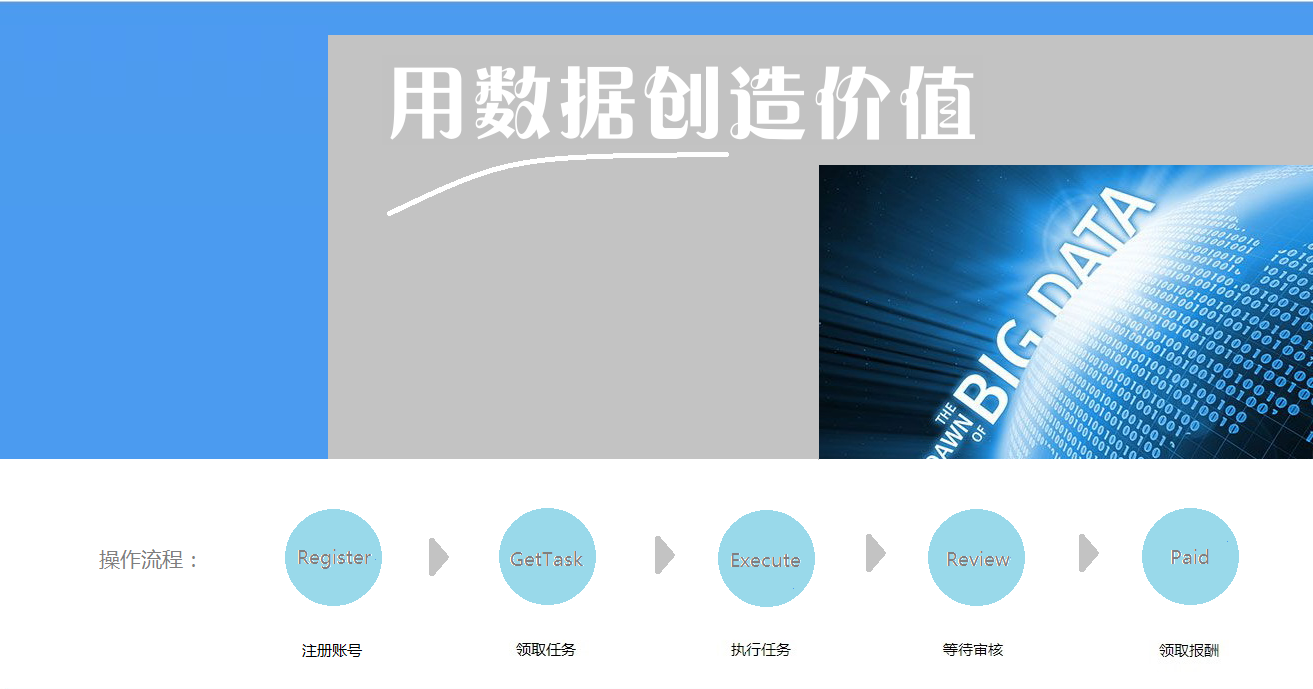 用数据创造价值
THE DAWN OF BIG DATA
操作流程：
Register
GetTask
Execute
Review
Paid
注册账号
领取任务
执行任务
等待审核
领取报酬